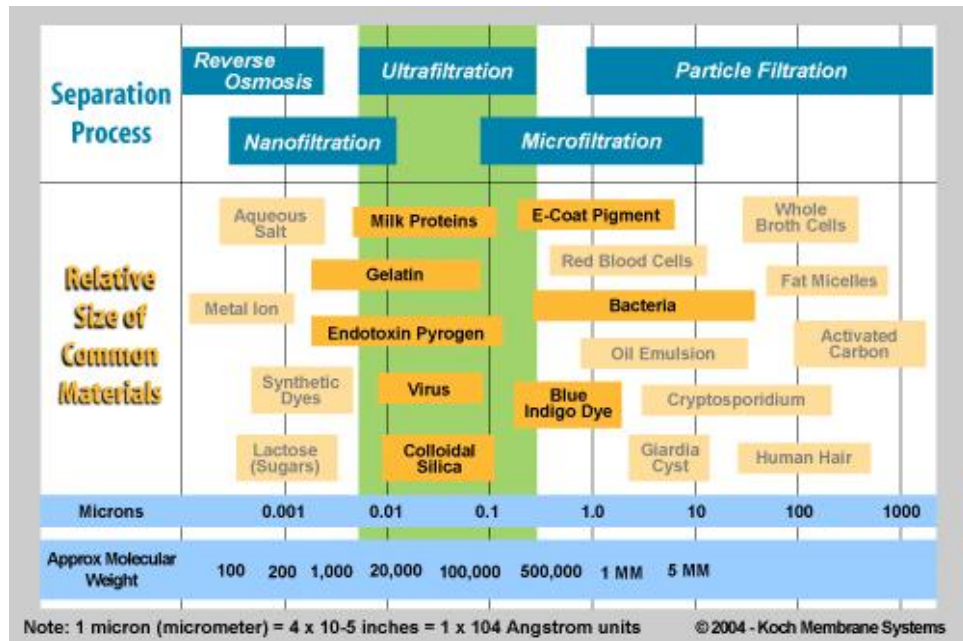 Reverse Osmosis
Ultrafiltration
Particle Filtration
Separation Process
Nanofiltration
Microfiltration
Relative Size of Common Materials
Aqueous Salt
Milk Proteins
E-Coat Pigment
Whole Broth Cells
Gelatin
Red Blood Cells
Fat Micelles
Metal Ion
Bacteria
Endotoxin Pyrogen
Oil Emulsion
Activated Carbon
Synthetic Dyes
Virus
Blue Indigo Dye
Cryptosporidium
Lactose (Sugars)
Colloidal Silica
Giardia Cyst
Human Hair
Microns 0.001 0.01 0.1 1.0 10 100 1000
Approx Molecular Weight 100 200 1,000 20,000 100,000 500,000 1 MM 5 MM
Note: 1 micron (micrometer) = 4 x 10-5 inches = 1 x 104 Angstrom units © 2004 - Koch Membrane Systems